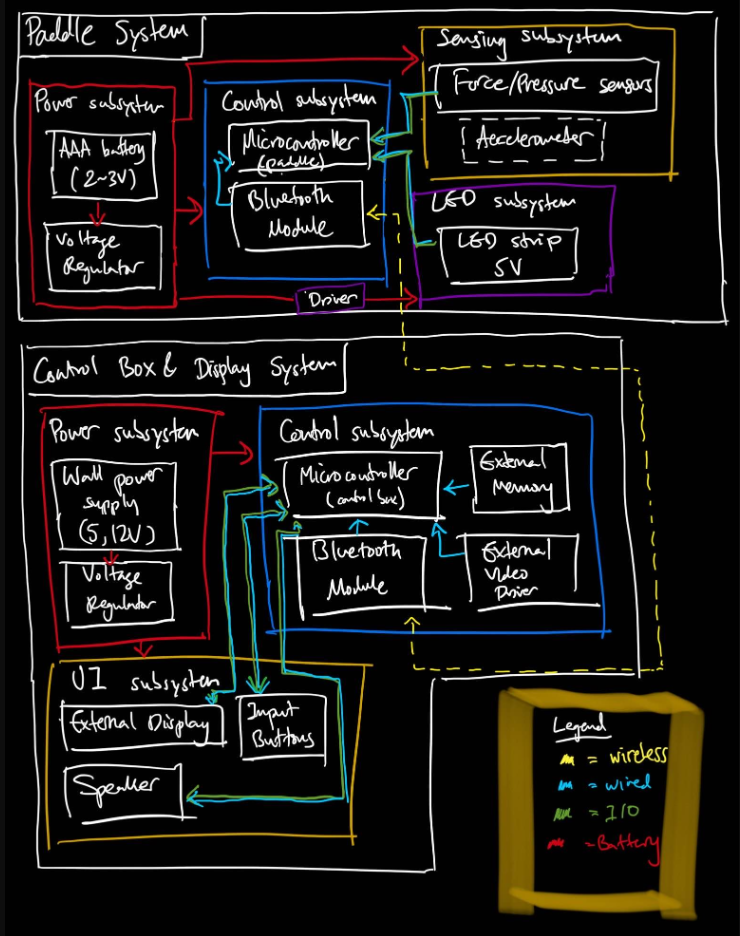 Paddle System
Power subsystem
AAA battery
(2~3V)
Voltage
Regulator
Control subsystem
Microcontroller
(paddle)
Bluetooth
Module
Sensing subsystem
Force/Pressure sensors
Accelerometer
LED subsystem
LED strip
5V
Driver
Control Box & Display System
Power subsystem
Wall power
supply
(5,12V)
Voltage
Regulator
Control subsystem
Microcontroller
(control box)
Bluetooth
Module
External
Memory
External
Video
Driver
UI subsystem
External Display
Input
Buttons
Speaker
Legend
= wireless
= wired
= I/O
= Battery